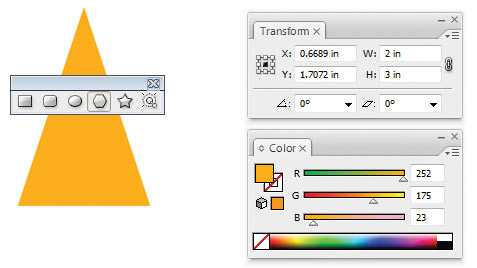 Transform
X: 0.6689 in W: 2 in
Y: 1.7072 in H: 3 in
0° 0°
Color
R 252
G 175
B 23